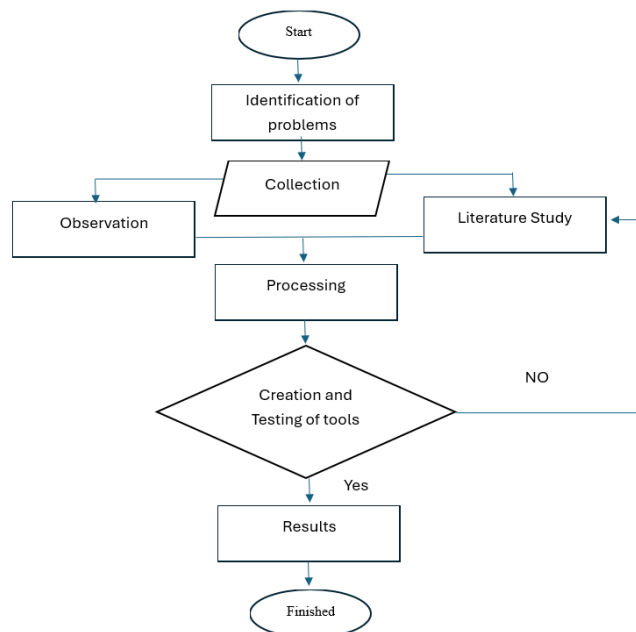 Start
Identification of
problems
Collection
Observation
Literature Study
Processing
Creation and
Testing of tools
NO
Yes
Results
Finished